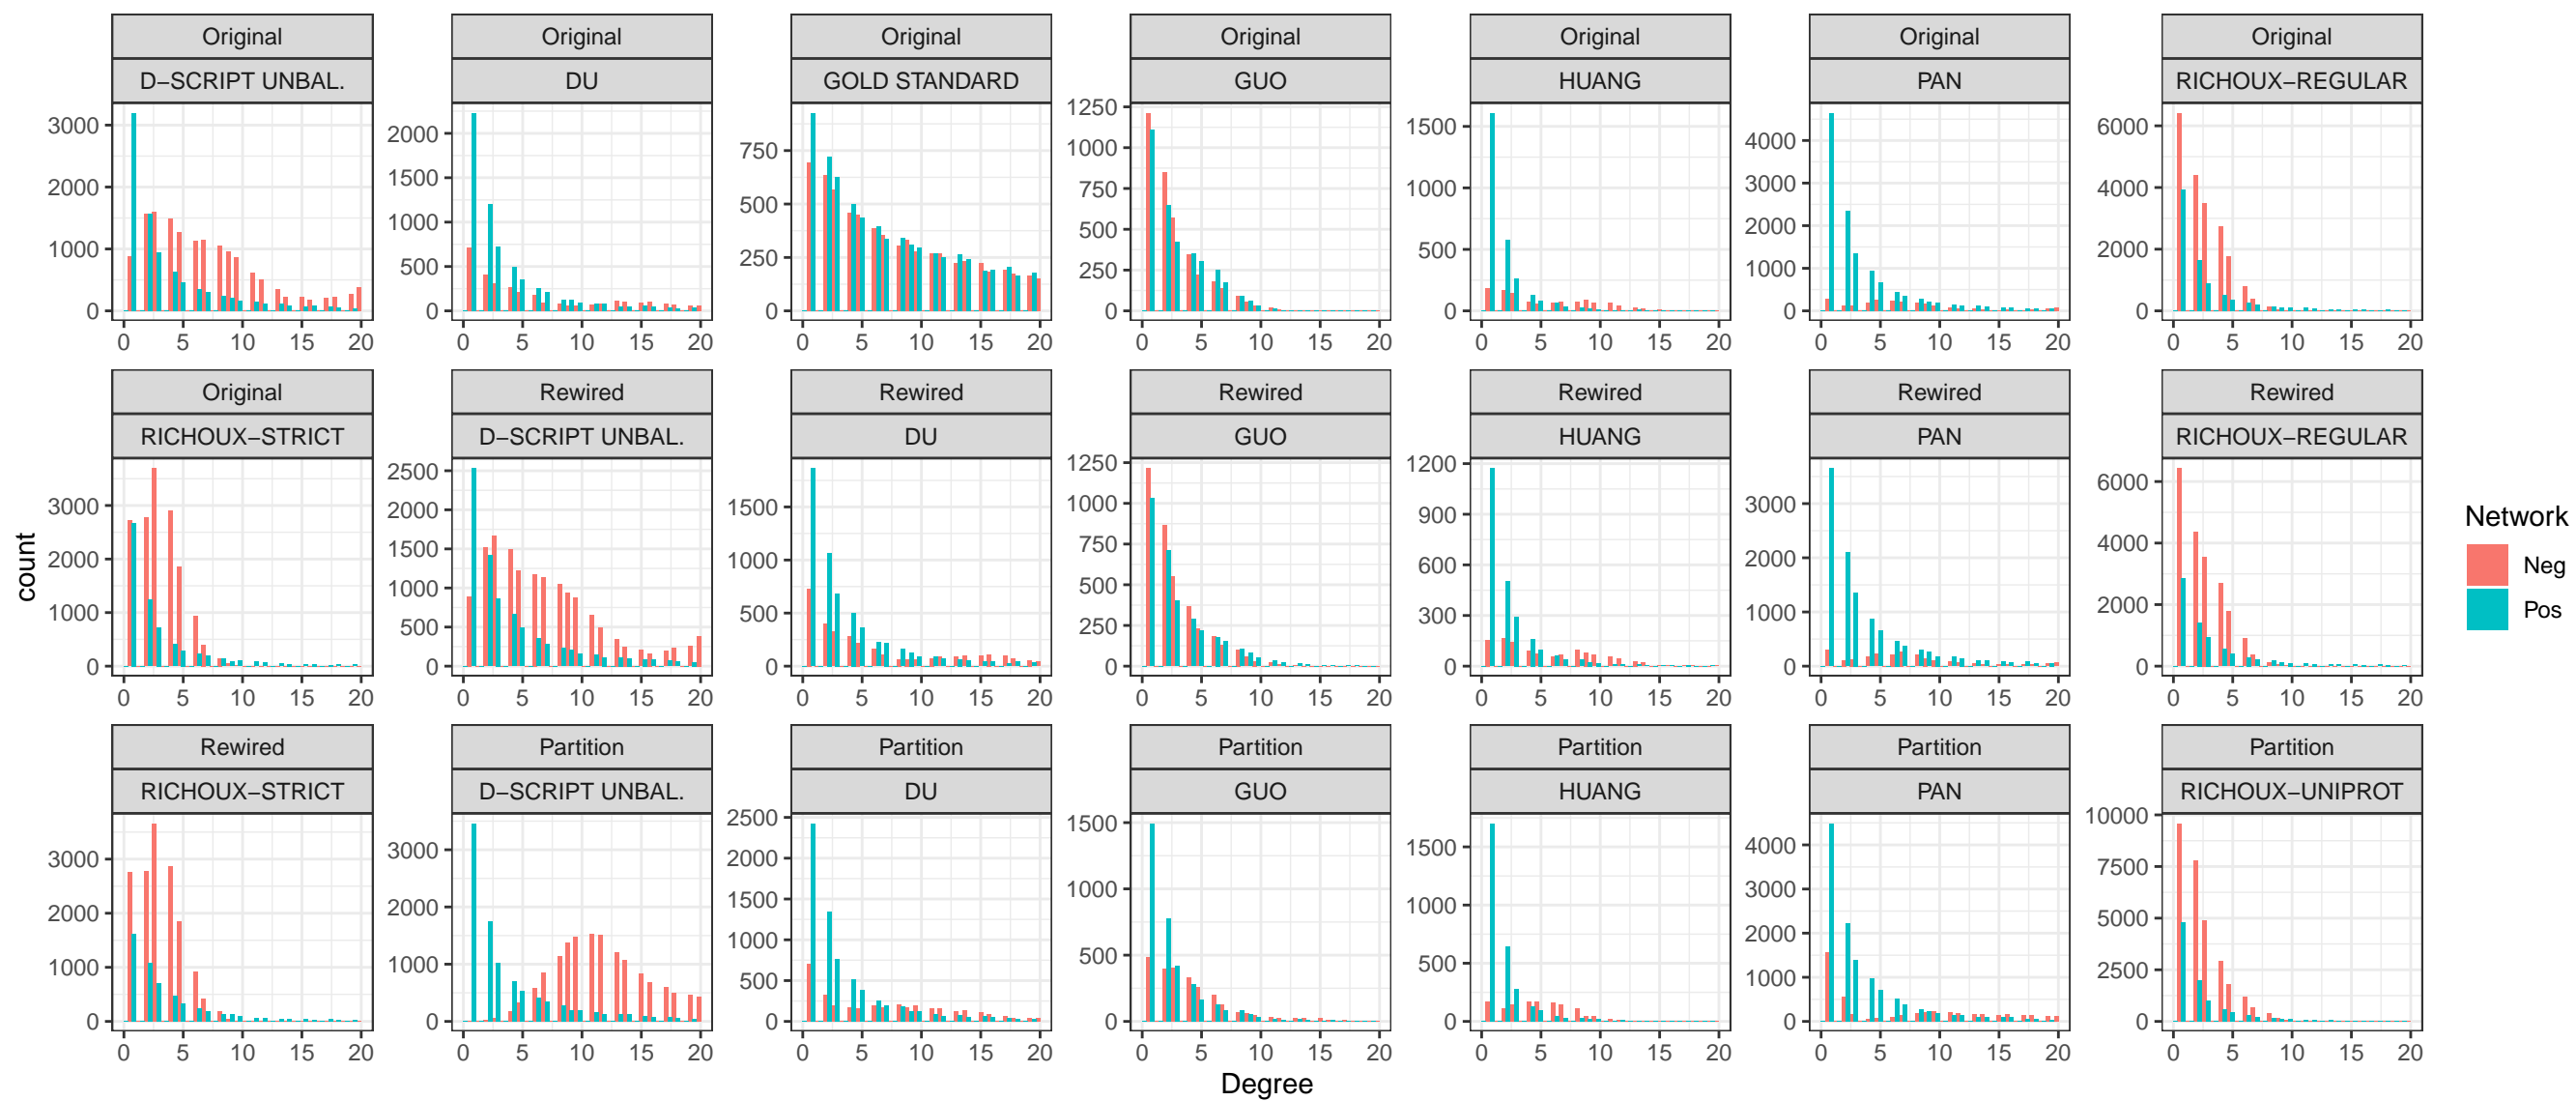 Original Original Original Original Original Original Original
D−SCRIPT UNBAL. DU GOLD STANDARD GUO HUANG PAN RICHOUX−REGULAR
3000 2000 1000 0
2000 1500 1000 500 0
750 500 250 0
1250 1000 750 500 250 0
1500 1000 500 0
4000 3000 2000 1000 0
6000 4000 2000 0
0 5 10 15 20 0 5 10 15 20 0 5 10 15 20 0 5 10 15 20 0 5 10 15 20 0 5 10 15 20 0 5 10 15 20
Original Rewired Rewired Rewired Rewired Rewired Rewired
RICHOUX−STRICT D−SCRIPT UNBAL. DU GUO HUANG PAN RICHOUX−REGULAR
3000 2000 1000 0
2500 2000 1500 1000 500 0
1500 1000 500 0
1250 1000 750 500 250 0
1200 900 600 300 0
3000 2000 1000 0
6000 4000 2000 0
0 5 10 15 20 0 5 10 15 20 0 5 10 15 20 0 5 10 15 20 0 5 10 15 20 0 5 10 15 20 0 5 10 15 20
Rewired Partition Partition Partition Partition Partition Partition
RICHOUX−STRICT D−SCRIPT UNBAL. DU GUO HUANG PAN RICHOUX−UNIPROT
3000 2000 1000 0
3000 2000 1000 0
2500 2000 1500 1000 500 0
1500 1000 500 0
1500 1000 500 0
4000 3000 2000 1000 0
10000 7500 5000 2500 0
0 5 10 15 20 0 5 10 15 20 0 5 10 15 20 0 5 10 15 20 0 5 10 15 20 0 5 10 15 20 0 5 10 15 20
count
Degree
Network
Neg
Pos